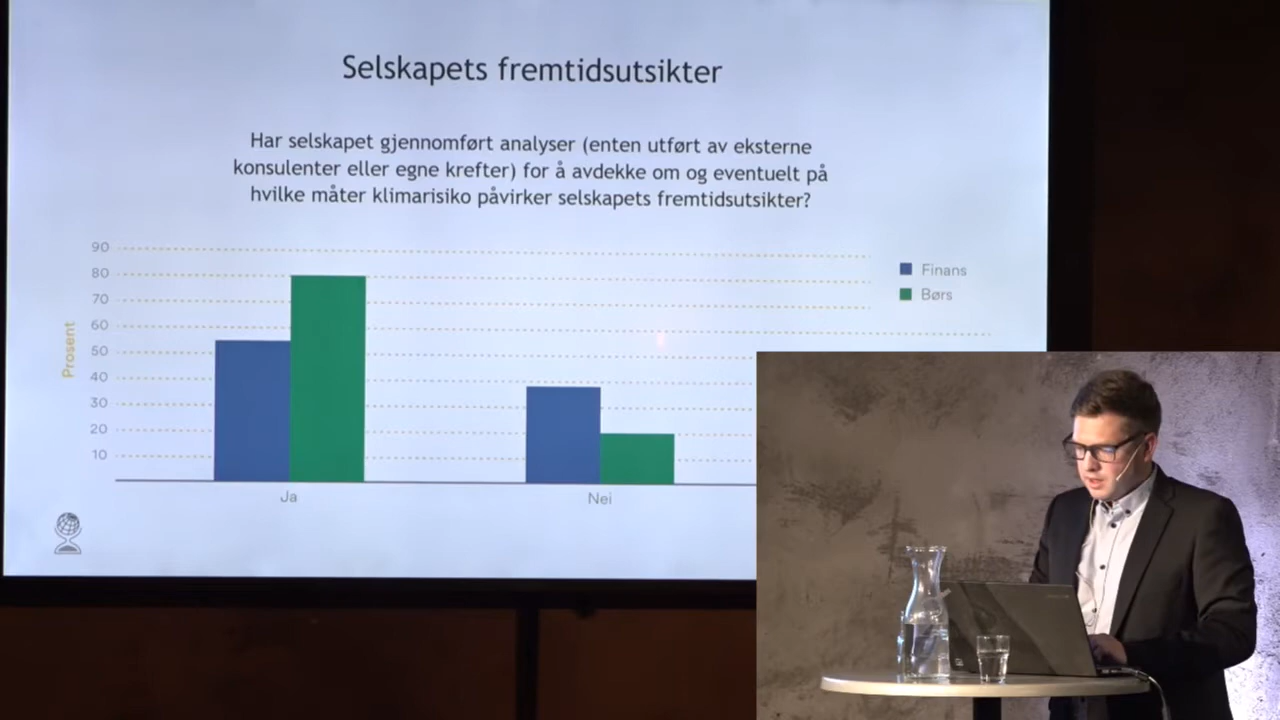 Selskapets fremtidsutsikter
Har selskapet gjennomført analyser (enten utført av eksterne
konsulenter eller egne krefter) for å avdekke om og eventuelt på
hvilke måter klimarisiko påvirker selskapets fremtidsutsikter?
90
80
70
60
50
40
30
20
10
Prosent
Finans
Børs
Ja
Nei